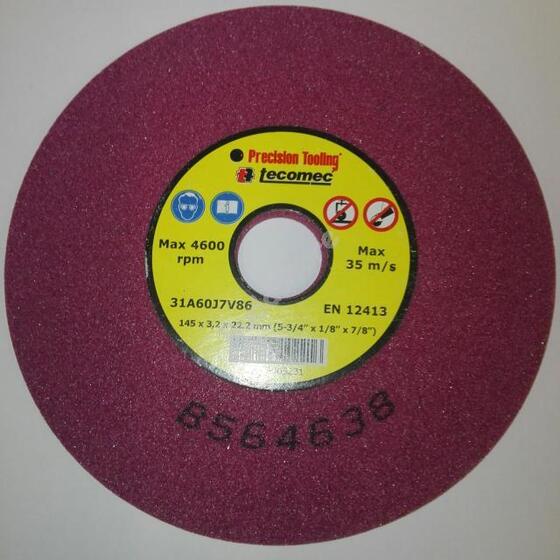 Precision Tooling
tecomec
Max 4600
rpm
Max
35 m/s
31A60J7V86
EN 12413
145 x 3,2 x 22.2 mm (5-3/4" x 1/8" x 7/8")
B564638